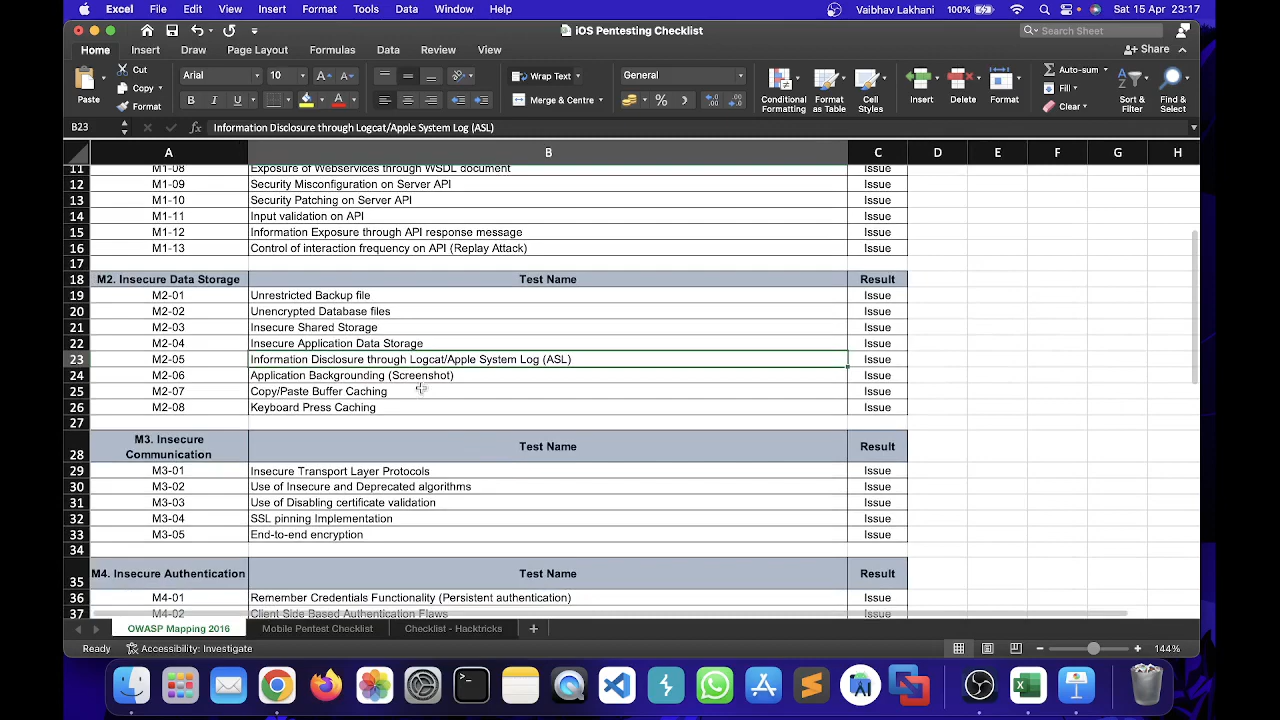 Excel File Edit View Insert Format Tools Data Window Help Vaibhav Lakhani 100% Sat 15 Apr 23:17
iOS Pentesting Checklist Search Sheet
Home Insert Draw Page Layout Formulas Data Review View Share
Paste Cut Copy Format Arial 10 Wrap Text Merge & Centre General Conditional Formatting Format as Table Cell Styles Insert Delete Format Auto-sum Fill Clear Sort & Filter Find & Select
B23 fx Information Disclosure through Logcat/Apple System Log (ASL)
A B C D E F G H
11 M1-08 Exposure of Webservices through WSDL document Issue
12 M1-09 Security Misconfiguration on Server API Issue
13 M1-10 Security Patching on Server API Issue
14 M1-11 Input validation on API Issue
15 M1-12 Information Exposure through API response message Issue
16 M1-13 Control of interaction frequency on API (Replay Attack) Issue
17
18 M2. Insecure Data Storage Test Name Result
19 M2-01 Unrestricted Backup file Issue
20 M2-02 Unencrypted Database files Issue
21 M2-03 Insecure Shared Storage Issue
22 M2-04 Insecure Application Data Storage Issue
23 M2-05 Information Disclosure through Logcat/Apple System Log (ASL) Issue
24 M2-06 Application Backgrounding (Screenshot) Issue
25 M2-07 Copy/Paste Buffer Caching Issue
26 M2-08 Keyboard Press Caching Issue
27
28 M3. Insecure Communication Test Name Result
29 M3-01 Insecure Transport Layer Protocols Issue
30 M3-02 Use of Insecure and Deprecated algorithms Issue
31 M3-03 Use of Disabling certificate validation Issue
32 M3-04 SSL pinning Implementation Issue
33 M3-05 End-to-end encryption Issue
34
35 M4. Insecure Authentication Test Name Result
36 M4-01 Remember Credentials Functionality (Persistent authentication) Issue
37 M4-02 Client Side Based Authentication Flaws Issue
OWASP Mapping 2016 Mobile Pentest Checklist Checklist - Hacktricks
Ready Accessibility: Investigate 144%